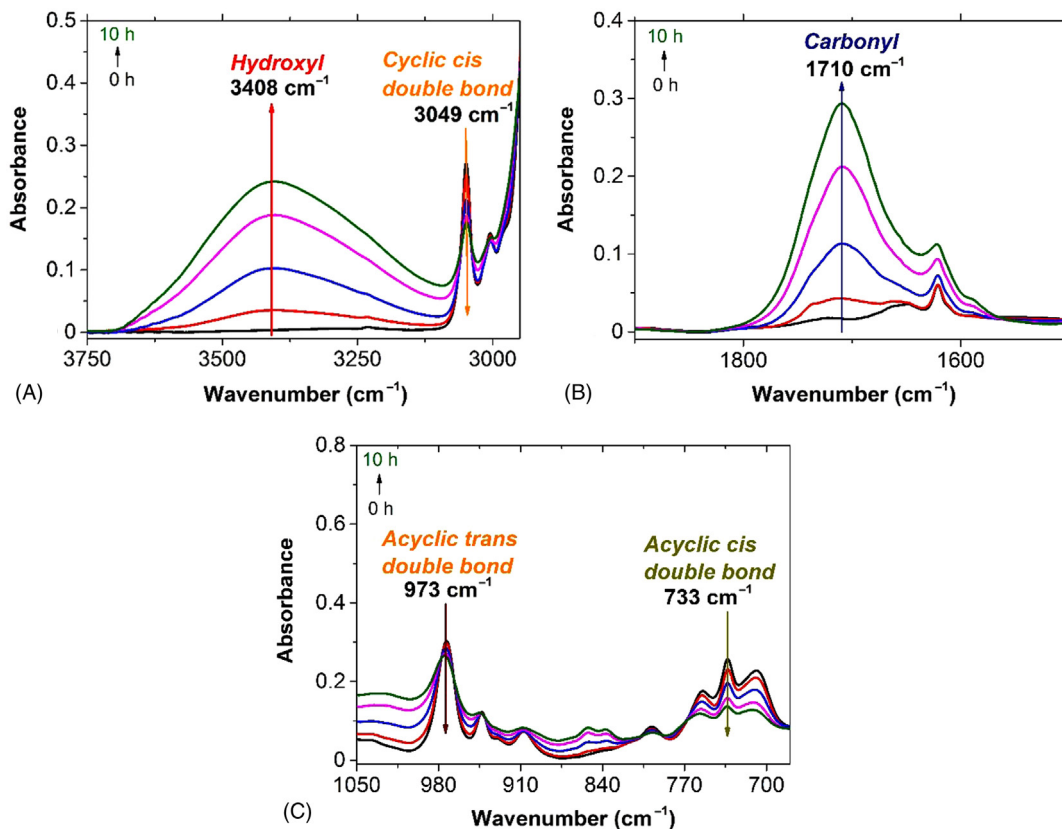 10 h
0 h
Hydroxyl
3408 cm⁻¹
Cyclic cis
double bond
3049 cm⁻¹
0.5
0.4
0.3
0.2
0.1
0
Absorbance
3750 3500 3250 3000
Wavenumber (cm⁻¹)
(A)
10 h
0 h
Carbonyl
1710 cm⁻¹
0.4
0.3
0.2
0.1
0
Absorbance
1800 1600
Wavenumber (cm⁻¹)
(B)
10 h
0 h
Acyclic trans
double bond
973 cm⁻¹
Acyclic cis
double bond
733 cm⁻¹
0.8
0.6
0.4
0.2
0
Absorbance
1050 980 910 840 770 700
Wavenumber (cm⁻¹)
(C)